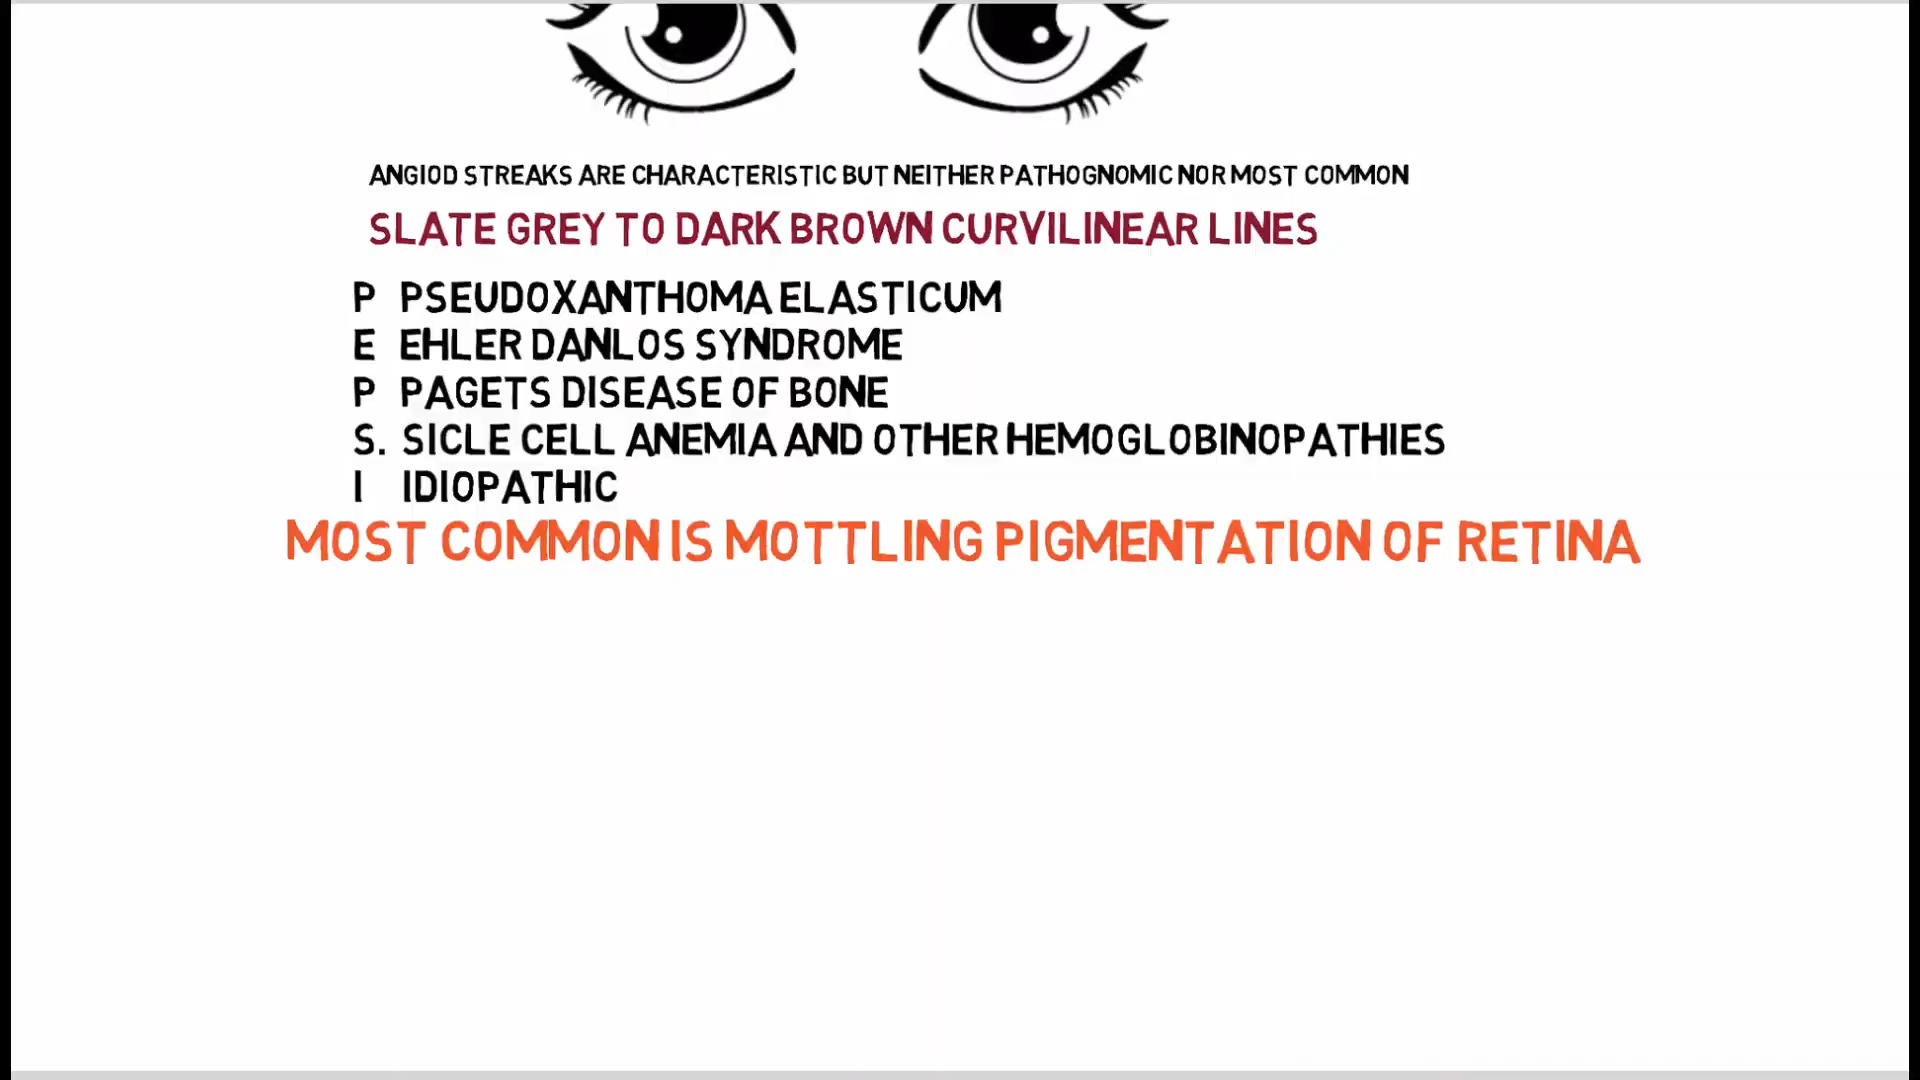 ANGIOD STREAKS ARE CHARACTERISTIC BUT NEITHER PATHOGNOMIC NOR MOST COMMON
SLATE GREY TO DARK BROWN CURVILINEAR LINES
P PSEUDOXANTHOMA ELASTICUM
E EHLER DANLOS SYNDROME
P PAGETS DISEASE OF BONE
S. SICLE CELL ANEMIA AND OTHER HEMOGLOBINOPATHIES
I IDIOPATHIC
MOST COMMON IS MOTTLING PIGMENTATION OF RETINA